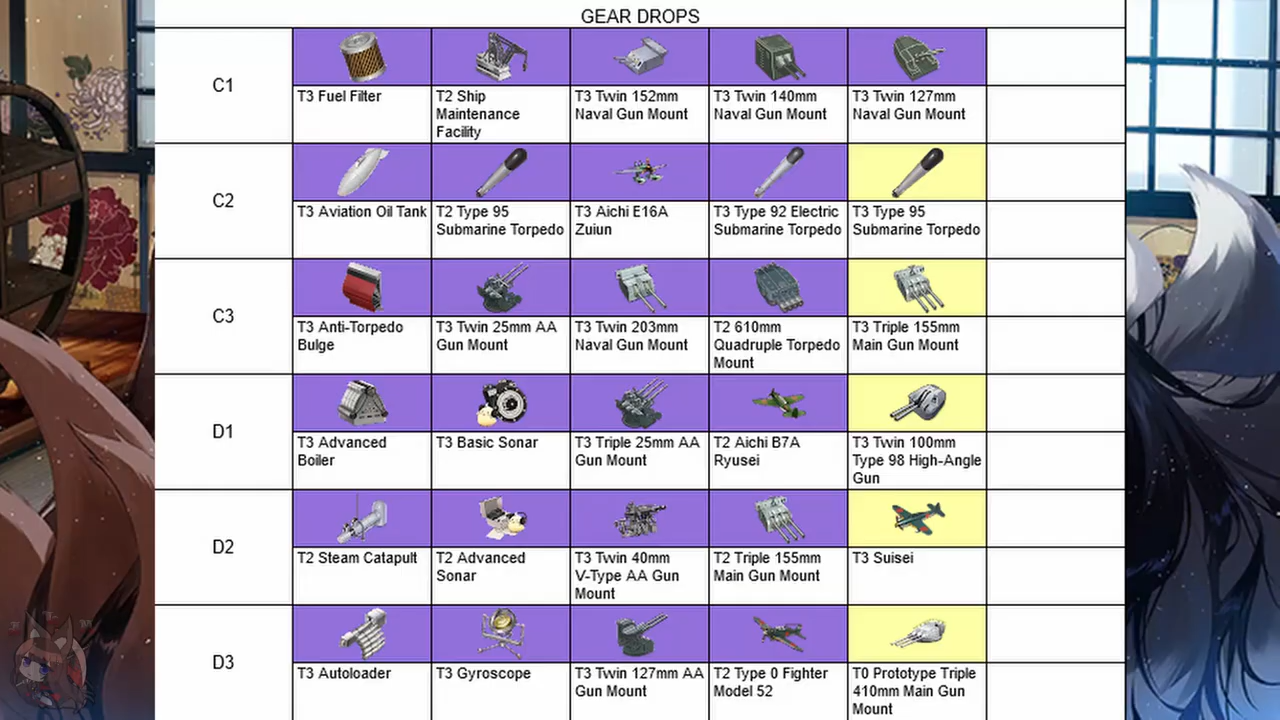 GEAR DROPS
C1
T3 Fuel Filter
T2 Ship
Maintenance
Facility
T3 Twin 152mm
Naval Gun Mount
T3 Twin 140mm
Naval Gun Mount
T3 Twin 127mm
Naval Gun Mount
C2
T3 Aviation Oil Tank
T2 Type 95
Submarine Torpedo
T3 Aichi E16A
Zuiun
T3 Type 92 Electric
Submarine Torpedo
T3 Type 95
Submarine Torpedo
C3
T3 Anti-Torpedo
Bulge
T3 Twin 25mm AA
Gun Mount
T3 Twin 203mm
Naval Gun Mount
T2 610mm
Quadruple Torpedo
Mount
T3 Triple 155mm
Main Gun Mount
D1
T3 Advanced
Boiler
T3 Basic Sonar
T3 Triple 25mm AA
Gun Mount
T2 Aichi B7A
Ryusei
T3 Twin 100mm
Type 98 High-Angle
Gun
D2
T2 Steam Catapult
T2 Advanced
Sonar
T3 Twin 40mm
V-Type AA Gun
Mount
T2 Triple 155mm
Main Gun Mount
T3 Suisei
D3
T3 Autoloader
T3 Gyroscope
T3 Twin 127mm AA
Gun Mount
T2 Type 0 Fighter
Model 52
T0 Prototype Triple
410mm Main Gun
Mount